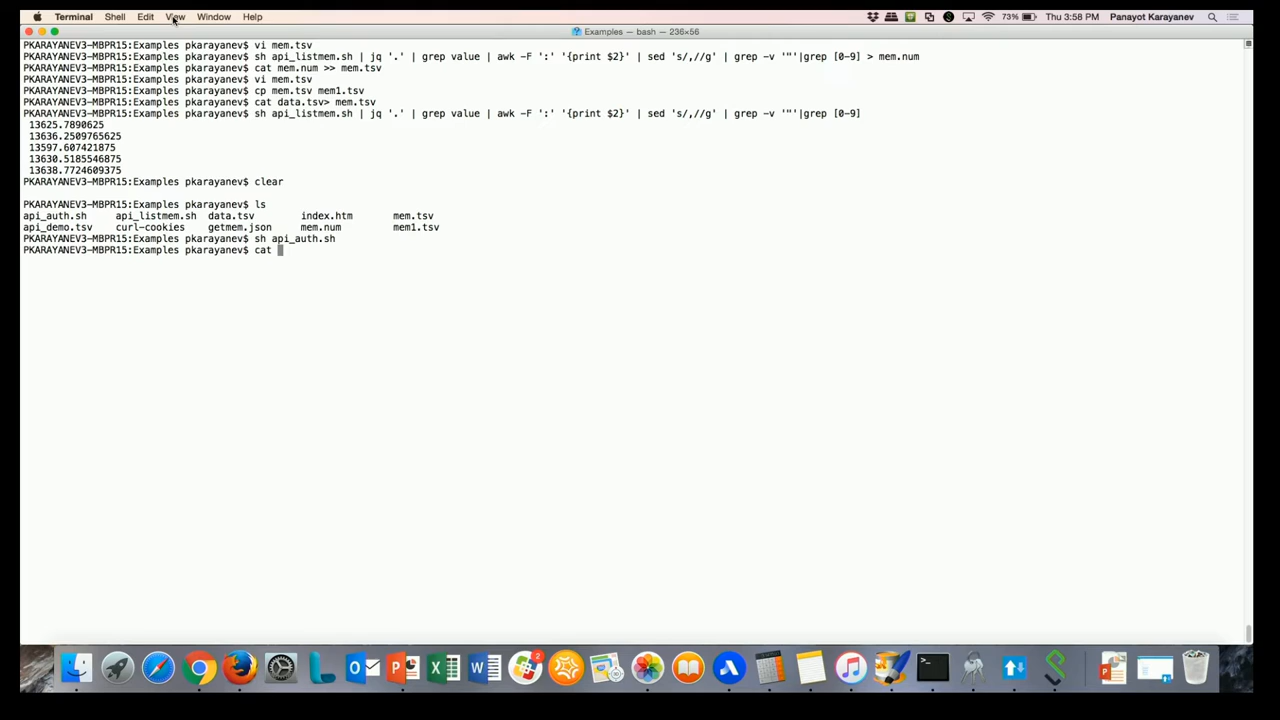 Terminal Shell Edit View Window Help 73% Thu 3:58 PM Panayot Karayanev
Examples — bash — 236×56
PKARAYANEV3-MBPR15:Examples pkarayanev$ vi mem.tsv
PKARAYANEV3-MBPR15:Examples pkarayanev$ sh api_listmem.sh | jq '.' | grep value | awk -F ':' '{print $2}' | sed 's/,//g' | grep -v '"'|grep [0-9] > mem.num
PKARAYANEV3-MBPR15:Examples pkarayanev$ cat mem.num >> mem.tsv
PKARAYANEV3-MBPR15:Examples pkarayanev$ vi mem.tsv
PKARAYANEV3-MBPR15:Examples pkarayanev$ cp mem.tsv mem1.tsv
PKARAYANEV3-MBPR15:Examples pkarayanev$ cat data.tsv> mem.tsv
PKARAYANEV3-MBPR15:Examples pkarayanev$ sh api_listmem.sh | jq '.' | grep value | awk -F ':' '{print $2}' | sed 's/,//g' | grep -v '"'|grep [0-9]
13625.7890625
13636.2509765625
13597.607421875
13630.5185546875
13638.7724609375
PKARAYANEV3-MBPR15:Examples pkarayanev$ clear
PKARAYANEV3-MBPR15:Examples pkarayanev$ ls
api_auth.sh api_listmem.sh data.tsv index.htm mem.tsv
api_demo.tsv curl-cookies getmem.json mem.num mem1.tsv
PKARAYANEV3-MBPR15:Examples pkarayanev$ sh api_auth.sh
PKARAYANEV3-MBPR15:Examples pkarayanev$ cat
2